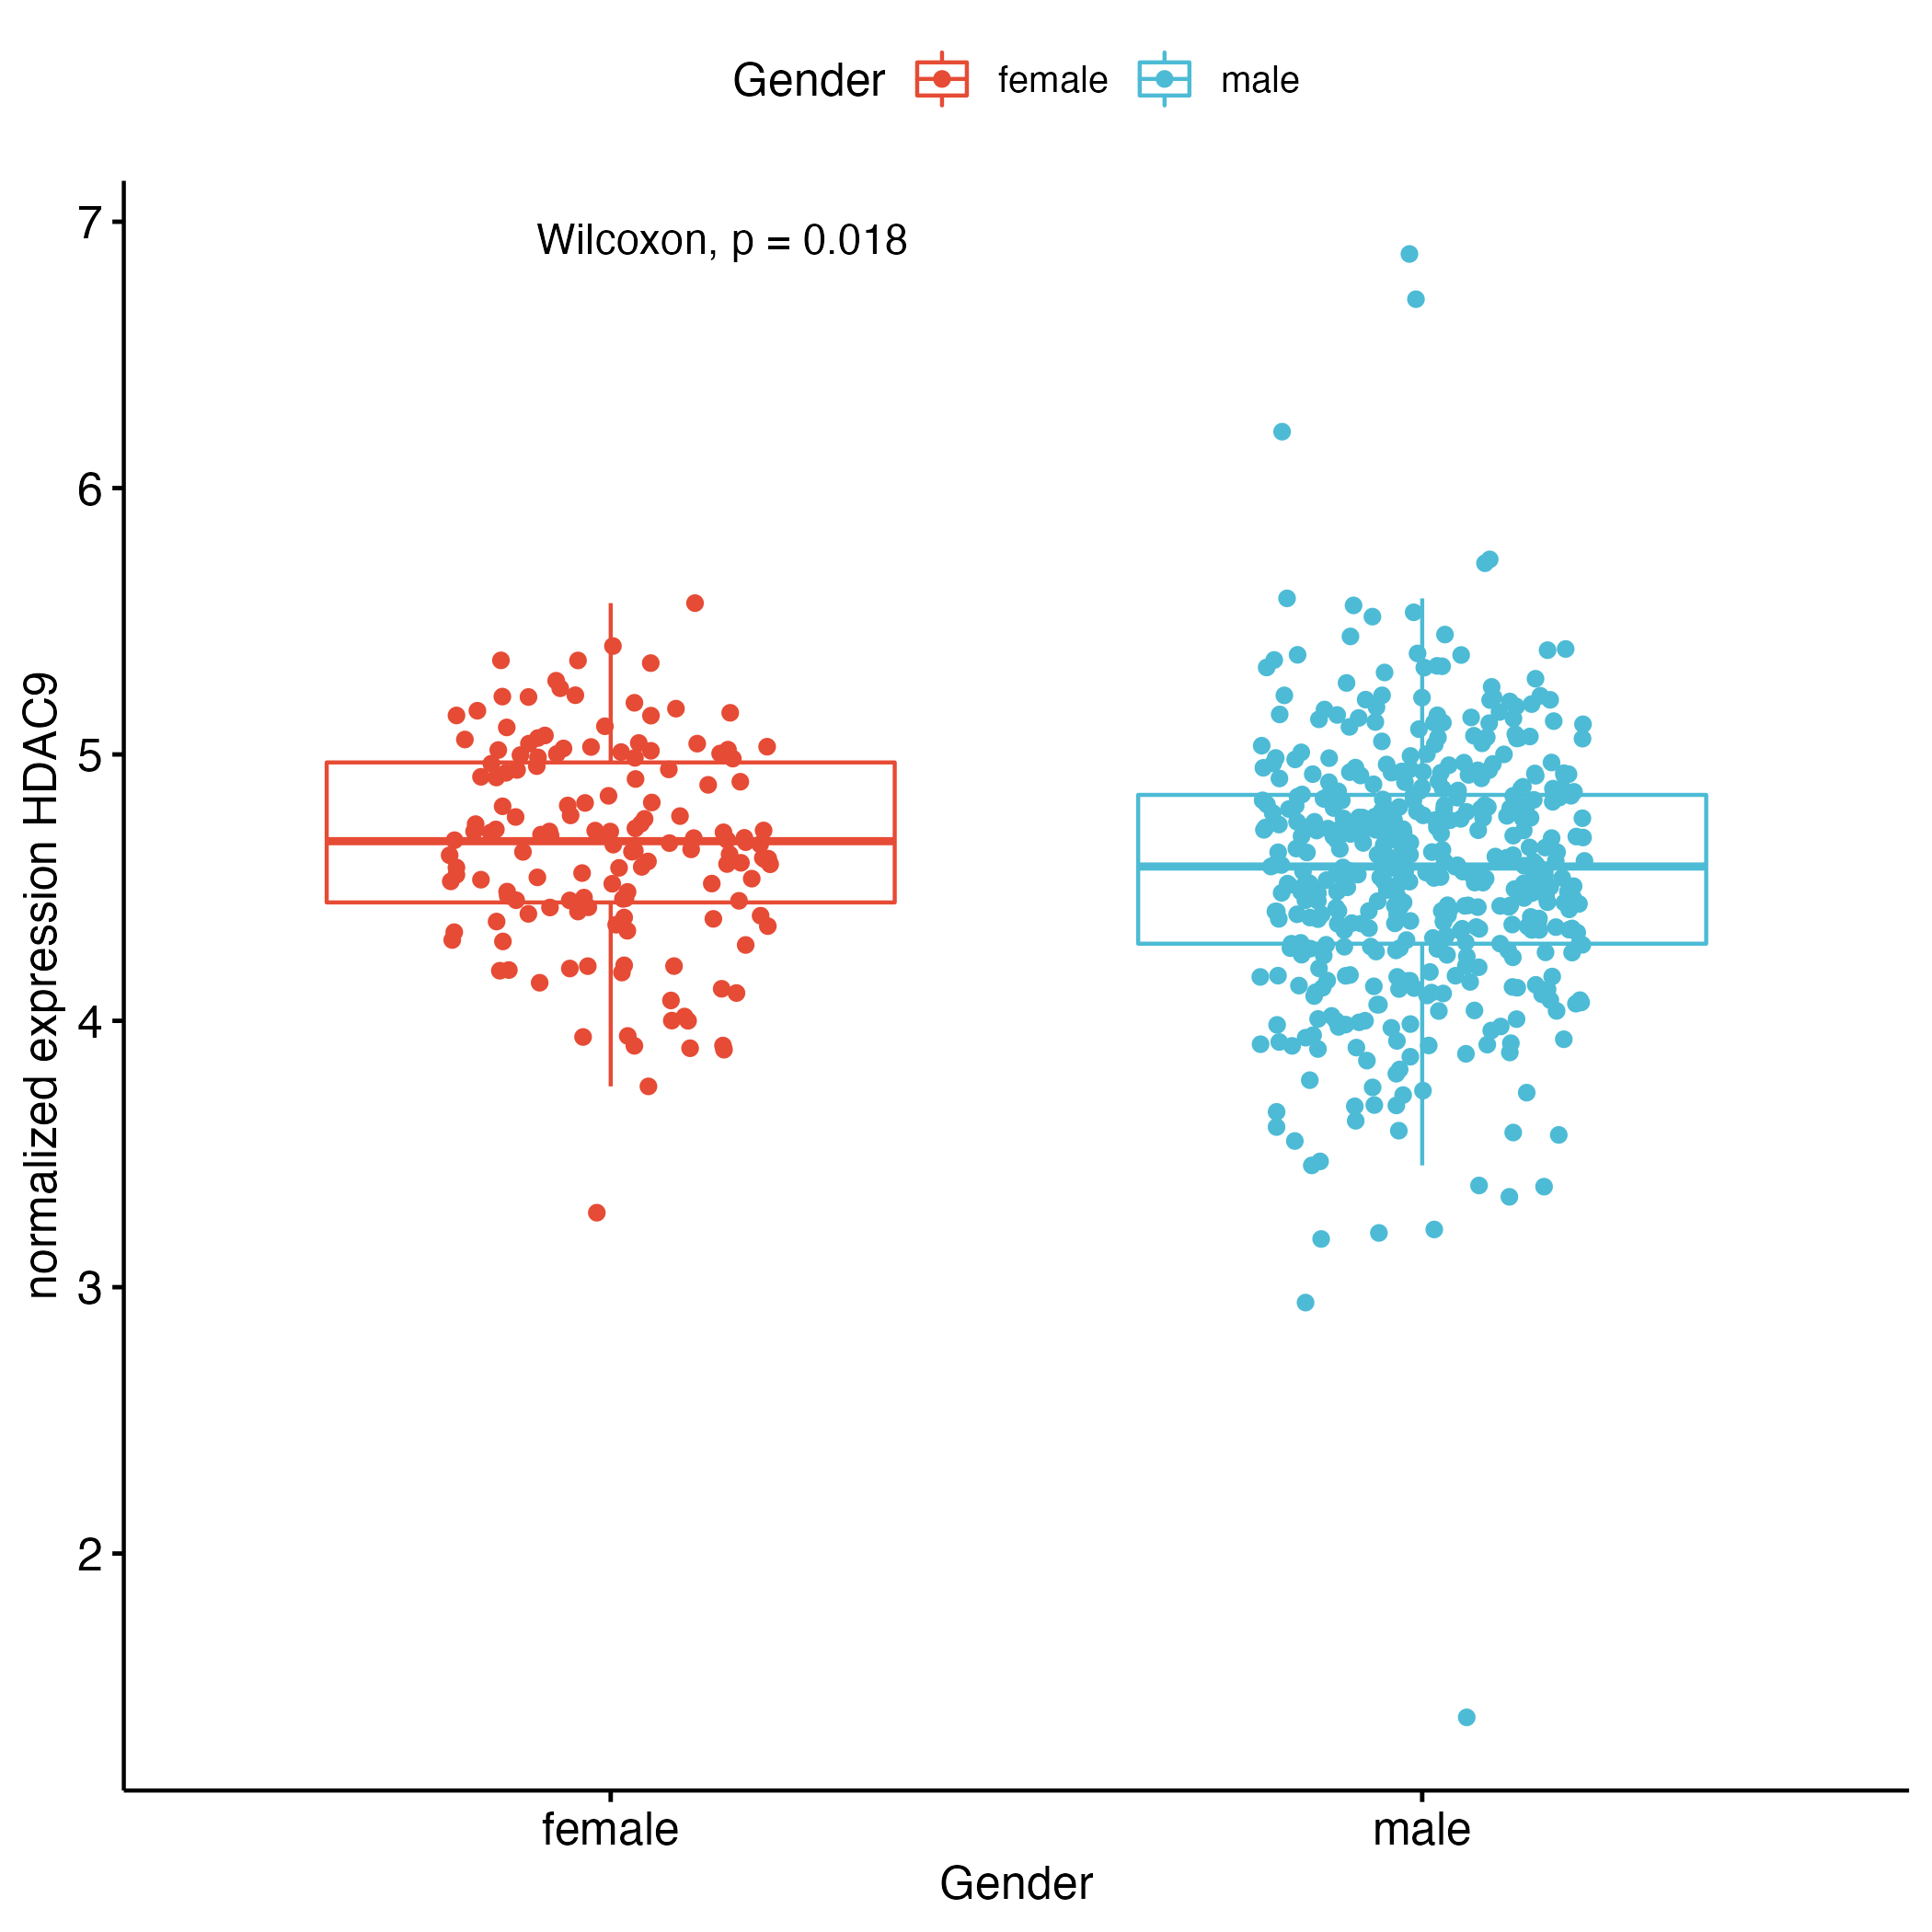 Gender female male
7
Wilcoxon, p = 0.018
6
5
4
3
2
normalized expression HDAC9
female male
Gender